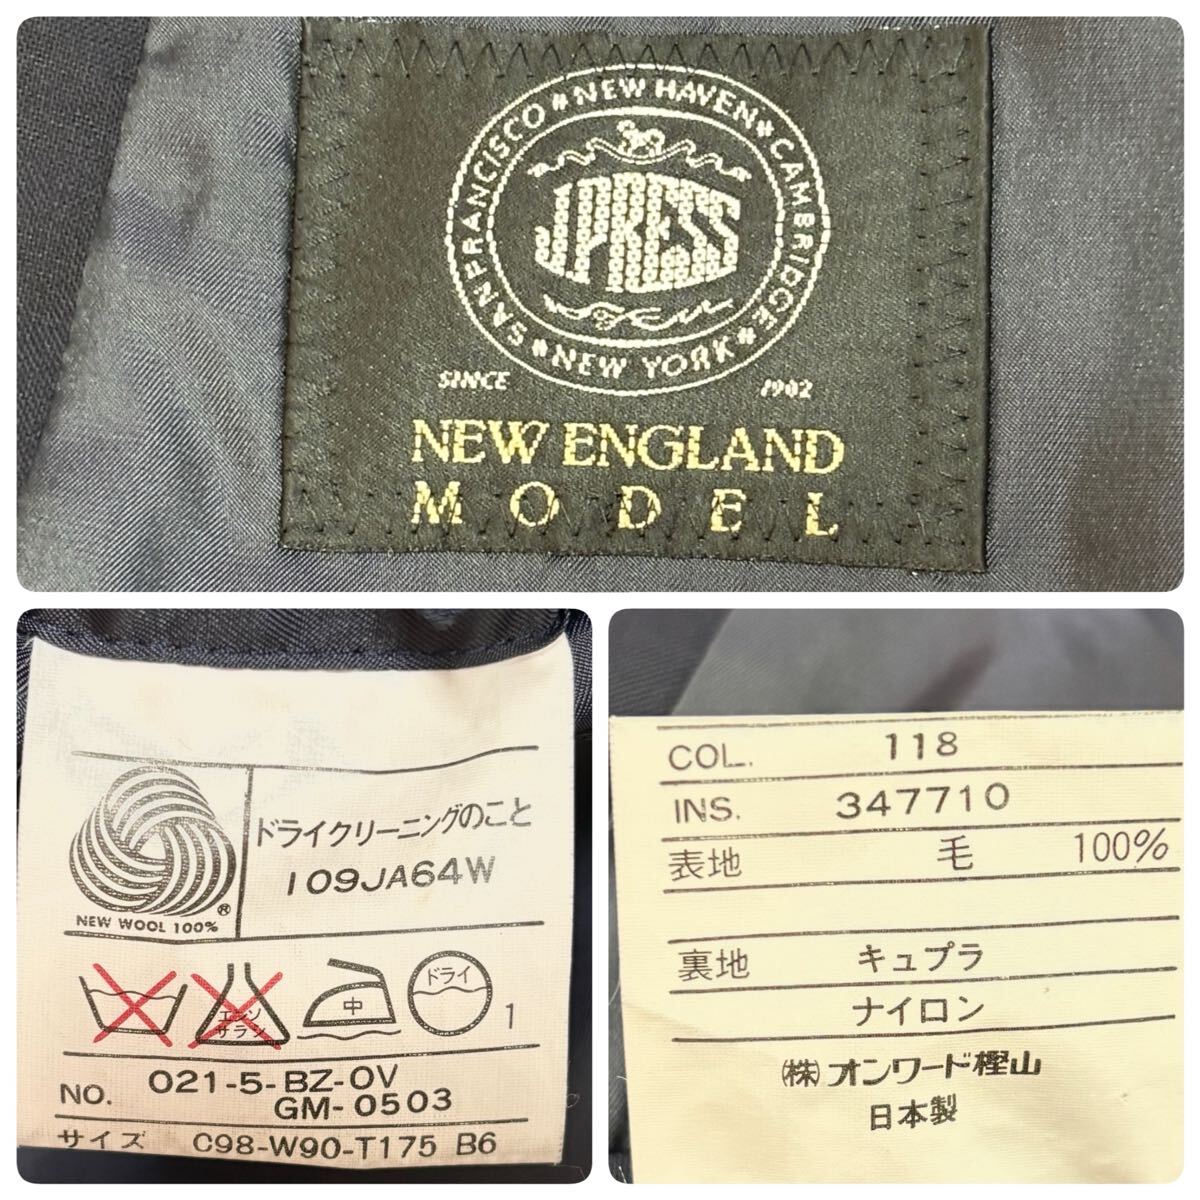 SANFRANCISCO * NEW HAVEN * CAMBRIDGE * NEW YORK *
J.PRESS
SINCE 1902
NEW ENGLAND
MODEL
NEW WOOL 100%
®
ドライクリーニングのこと
109JA64W
エンソ
サラシ
中
ドライ
1
NO. 021-5-BZ-OV
GM-0503
サイズ C98-W90-T175 B6
COL. 118
INS. 347710
表地 毛 100%
裏地 キュプラ
ナイロン
(株)オンワード樫山
日本製